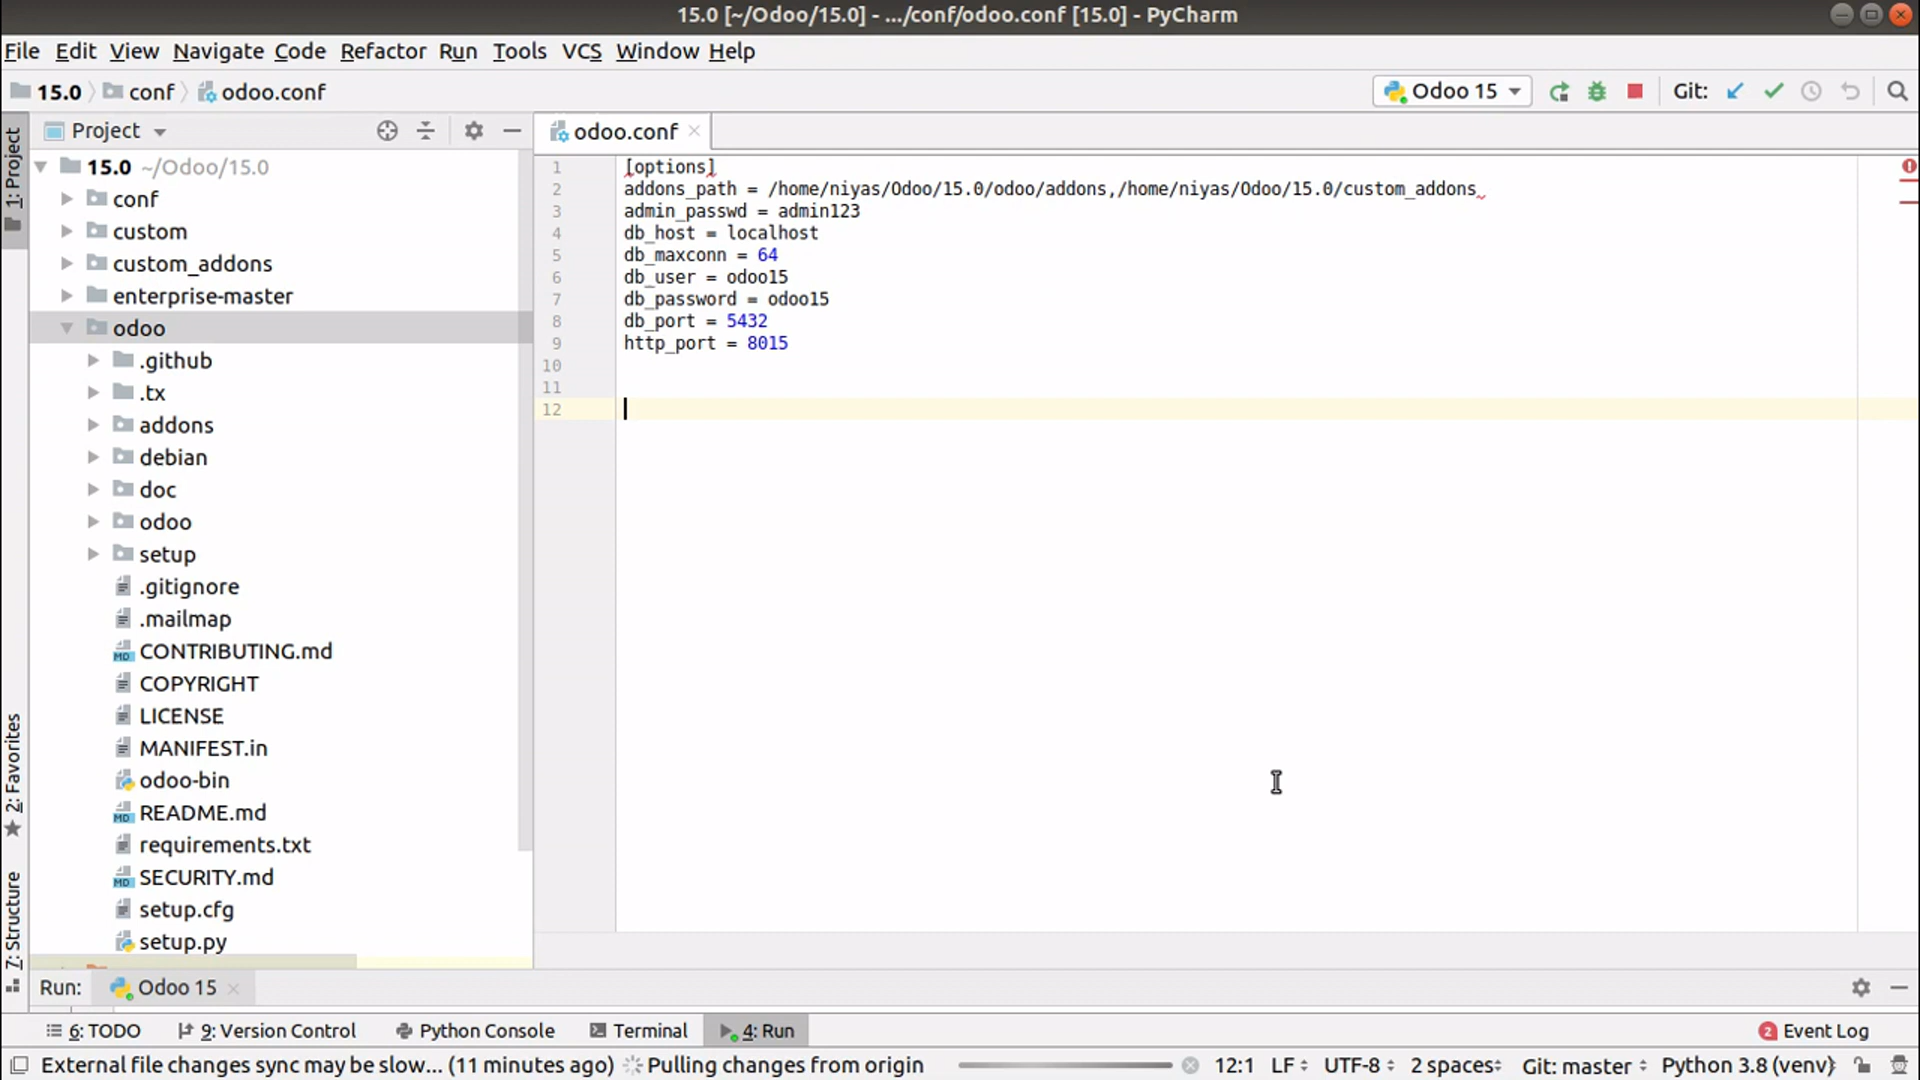 15.0 [~/Odoo/15.0] - .../conf/odoo.conf [15.0] - PyCharm
File Edit View Navigate Code Refactor Run Tools VCS Window Help
15.0 conf odoo.conf Odoo 15 Git:
1: Project
Project
odoo.conf
15.0 ~/Odoo/15.0
conf
custom
custom_addons
enterprise-master
odoo
.github
.tx
addons
debian
doc
odoo
setup
.gitignore
.mailmap
CONTRIBUTING.md
COPYRIGHT
LICENSE
MANIFEST.in
odoo-bin
README.md
requirements.txt
SECURITY.md
setup.cfg
setup.py
1 [options]
2 addons_path = /home/niyas/Odoo/15.0/odoo/addons,/home/niyas/Odoo/15.0/custom_addons
3 admin_passwd = admin123
4 db_host = localhost
5 db_maxconn = 64
6 db_user = odoo15
7 db_password = odoo15
8 db_port = 5432
9 http_port = 8015
10
11
12
2: Favorites
7: Structure
Run: Odoo 15
6: TODO 9: Version Control Python Console Terminal 4: Run 2 Event Log
External file changes sync may be slow... (11 minutes ago) Pulling changes from origin 12:1 LF UTF-8 2 spaces Git: master Python 3.8 (venv)